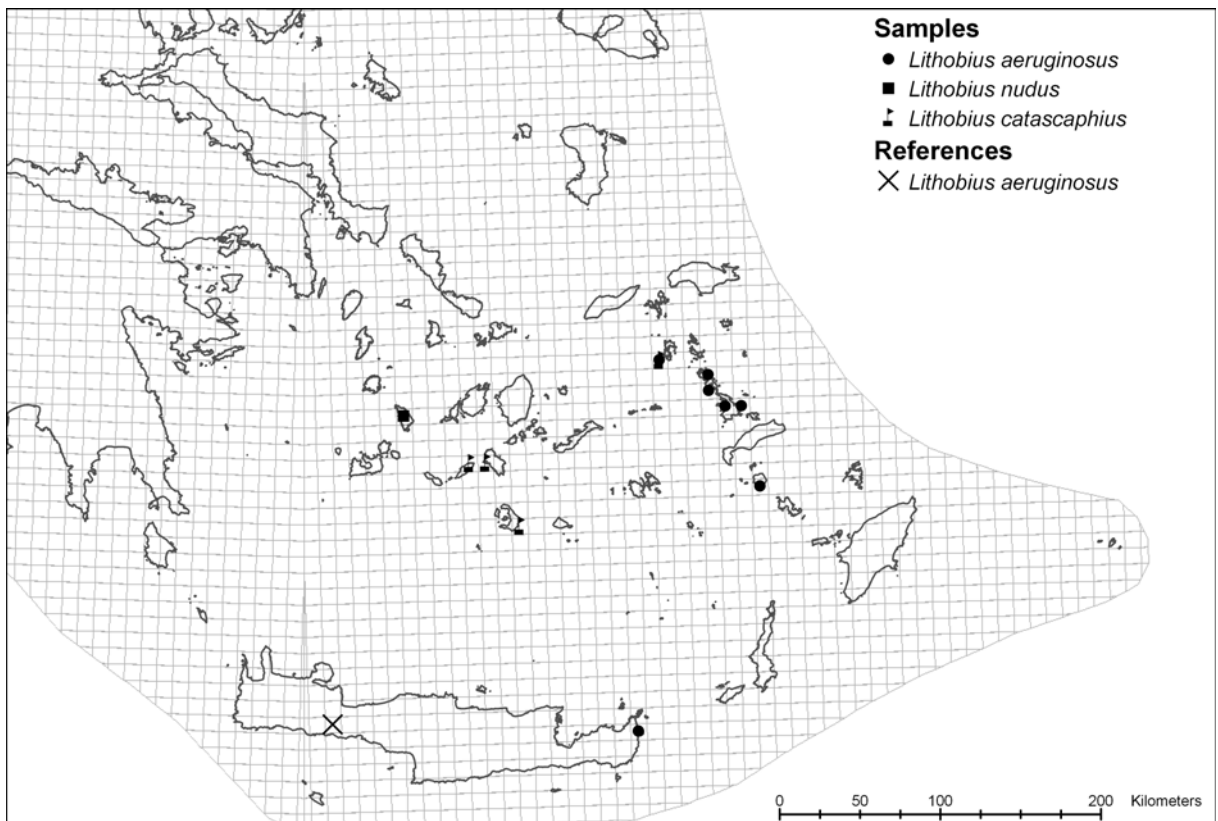 Samples
Lithobius aeruginosus
Lithobius nudus
Lithobius catascaphius
References
Lithobius aeruginosus
0 50 100 200 Kilometers